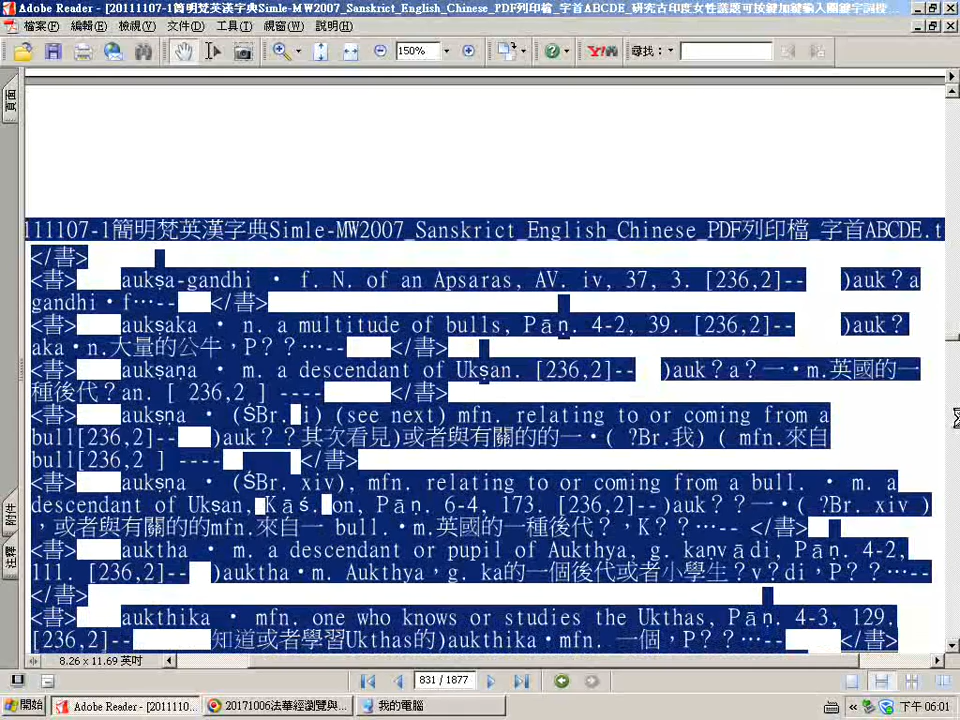 Adobe Reader - [20111107-1簡明梵英漢字典Simle-MW2007_Sanskrict_English_Chinese_PDF列印檔_字首ABCDE_研究古印度女性議題可按鍵加鍵輸入關鍵字詞搜
檔案(F) 編輯(E) 檢視(V) 文件(D) 工具(T) 視窗(W) 說明(H)
150% Y! 尋找:
頁面
附件
註釋
111107-1簡明梵英漢字典Simle-MW2007_Sanskrict_English_Chinese_PDF列印檔_字首ABCDE.t
</書>
<書> aukṣa-gandhi · f. N. of an Apsaras, AV. iv, 37, 3. [236,2]-- )auk?a
gandhi·f…-- </書>
<書> aukṣaka · n. a multitude of bulls, Pāṇ. 4-2, 39. [236,2]-- )auk?
aka·n.大量的公牛，P??…-- </書>
<書> aukṣaṇa · m. a descendant of Ukṣan. [236,2]-- )auk?a?一·m.英國的一
種後代?an. [ 236,2 ] ---- </書>
<書> aukṣṇa · (ŚBr. i) (see next) mfn. relating to or coming from a
bull[236,2]-- )auk??其次看見)或者與有關的的一·( ?Br.我) ( mfn.來自
bull[236,2 ] ---- </書>
<書> aukṣṇa · (ŚBr. xiv), mfn. relating to or coming from a bull. · m. a
descendant of Ukṣan, Kāś. on, Pāṇ. 6-4, 173. [236,2]--)auk??一·( ?Br. xiv )
，或者與有關的的mfn.來自一 bull.·m.英國的一種後代?，K??…-- </書>
<書> auktha · m. a descendant or pupil of Aukthya, g. kaṇvādi, Pāṇ. 4-2,
111. [236,2]-- )auktha·m. Aukthya，g. ka的一個後代或者小學生?v?di，P??…--
</書>
<書> aukthika · mfn. one who knows or studies the Ukthas, Pāṇ. 4-3, 129.
[236,2]-- 知道或者學習Ukthas的)aukthika·mfn. 一個，P??…-- </書>
8.26 x 11.69 英吋
831 / 1877
開始 Adobe Reader - [2011110... 20171006法華經瀏覽與... 我的電腦 下午 06:01